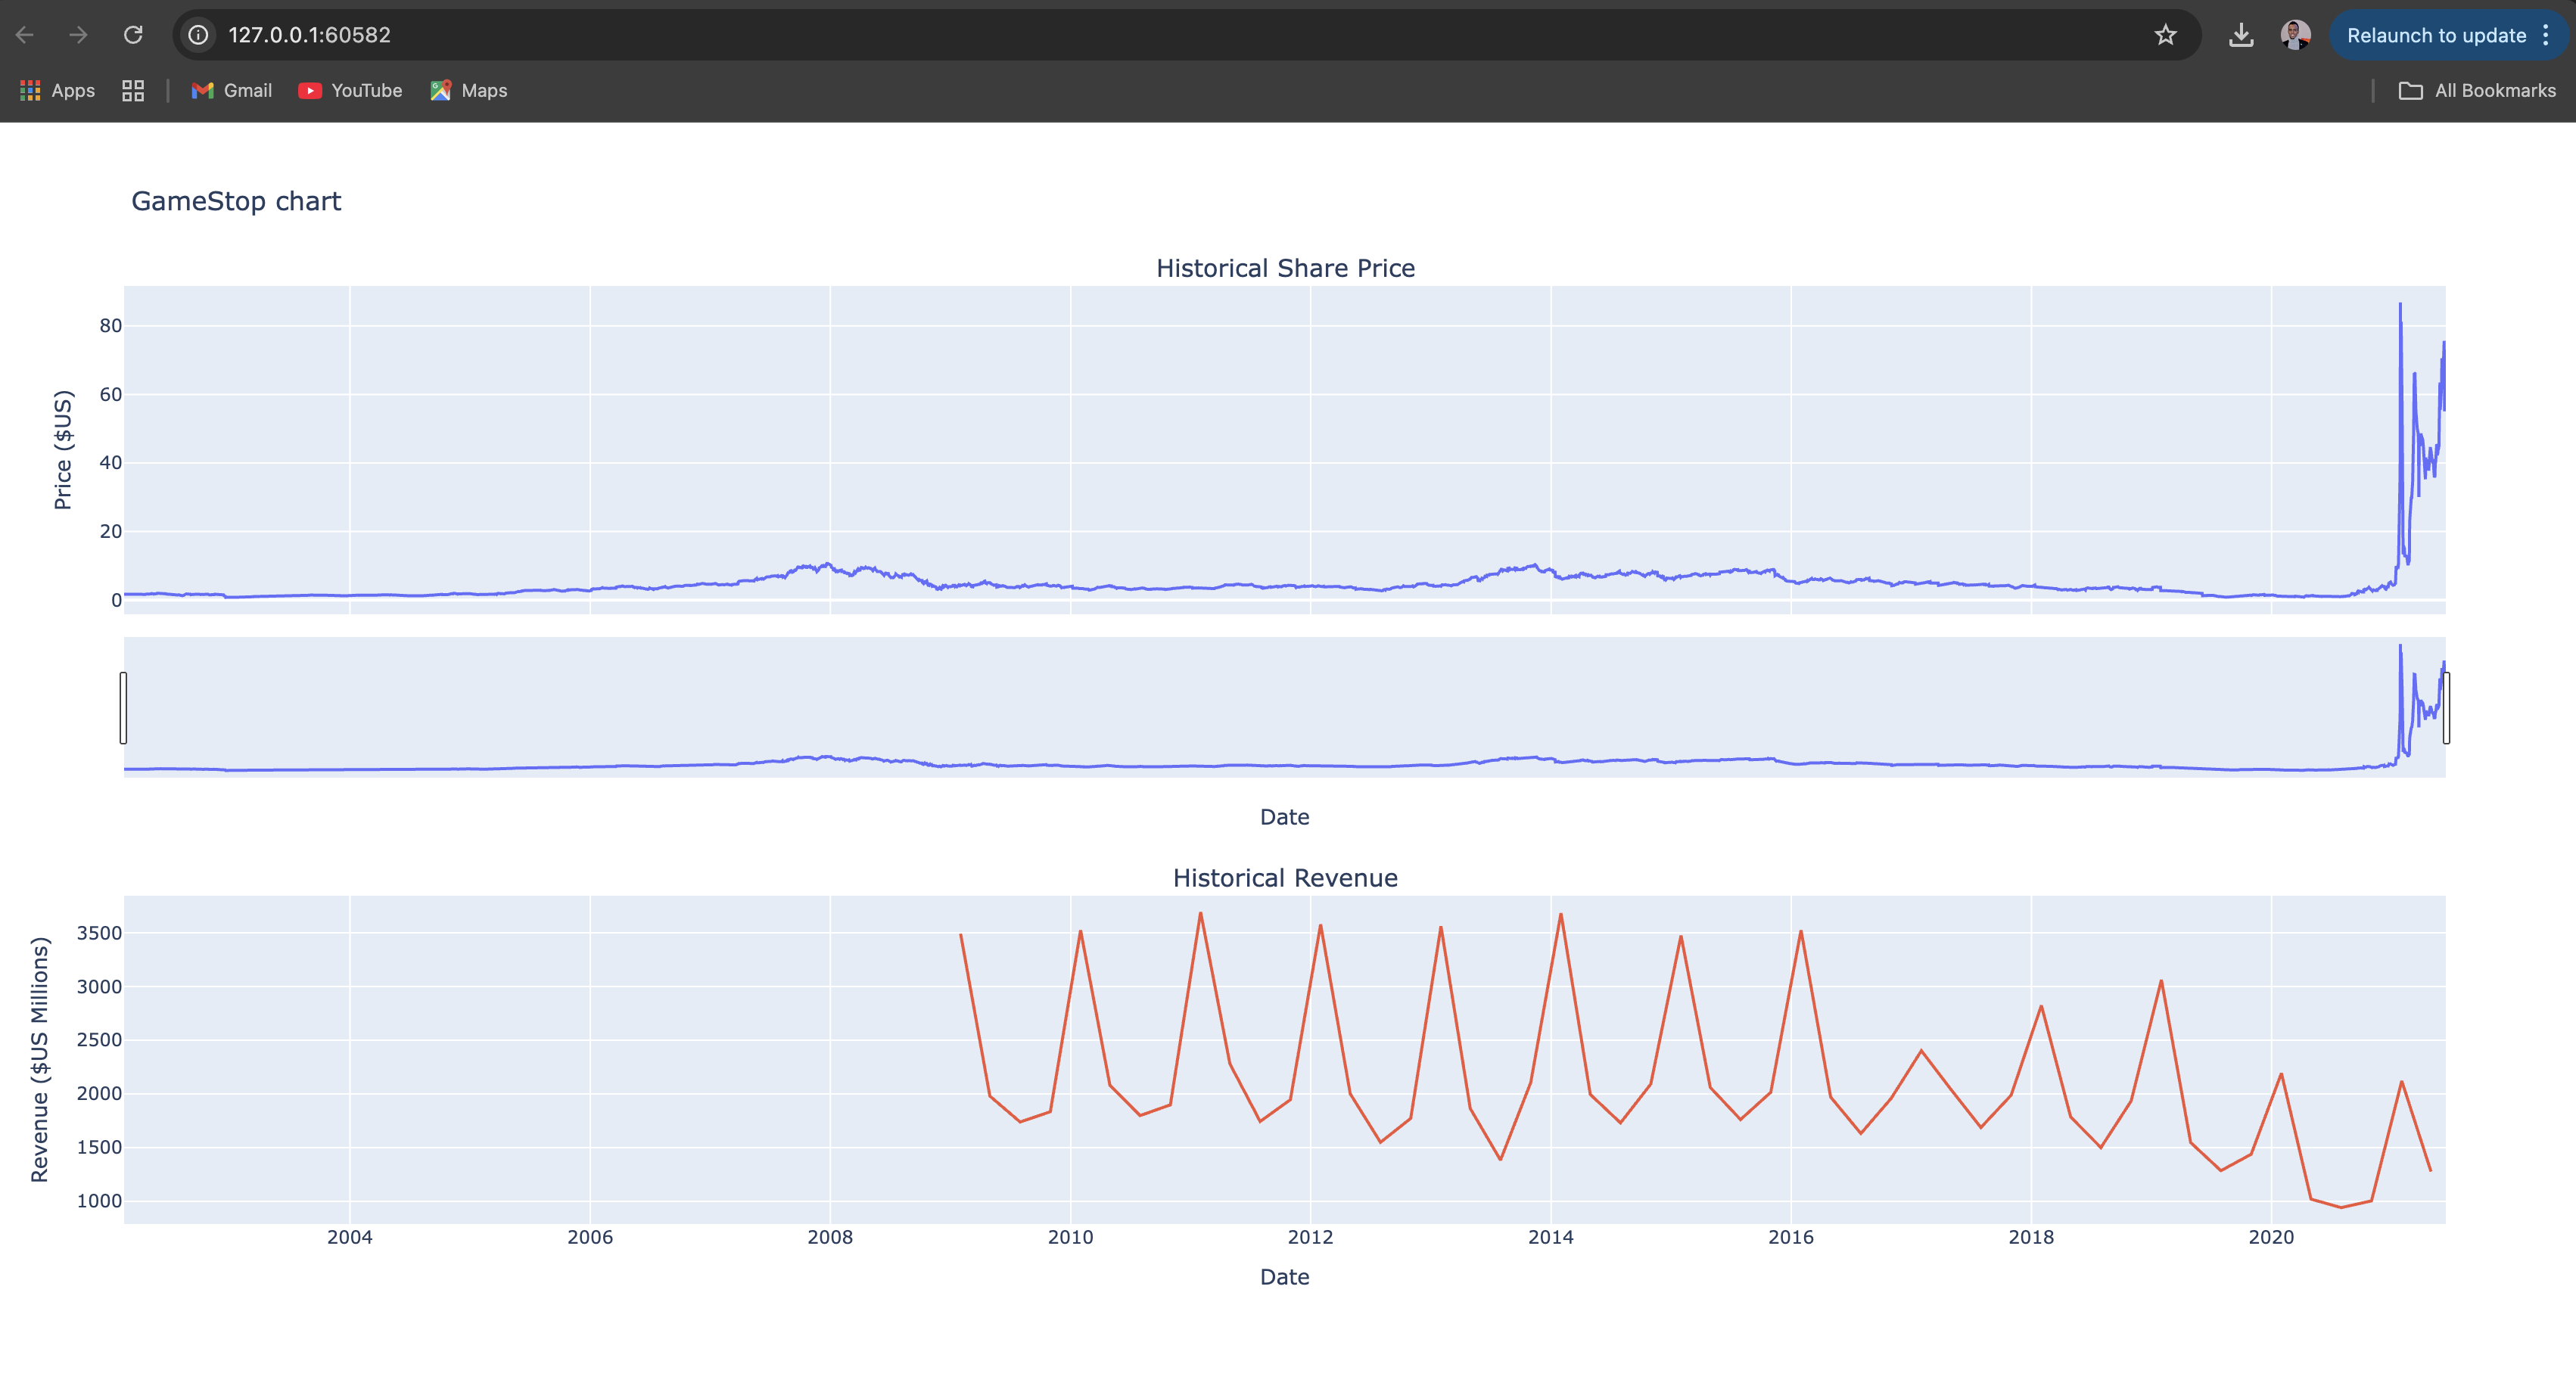 127.0.0.1:60582
Relaunch to update
Apps
Gmail
YouTube
Maps
All Bookmarks
GameStop chart
Historical Share Price
Price ($US)
80
60
40
20
0
Date
Historical Revenue
Revenue ($US Millions)
3500
3000
2500
2000
1500
1000
2004 2006 2008 2010 2012 2014 2016 2018 2020
Date